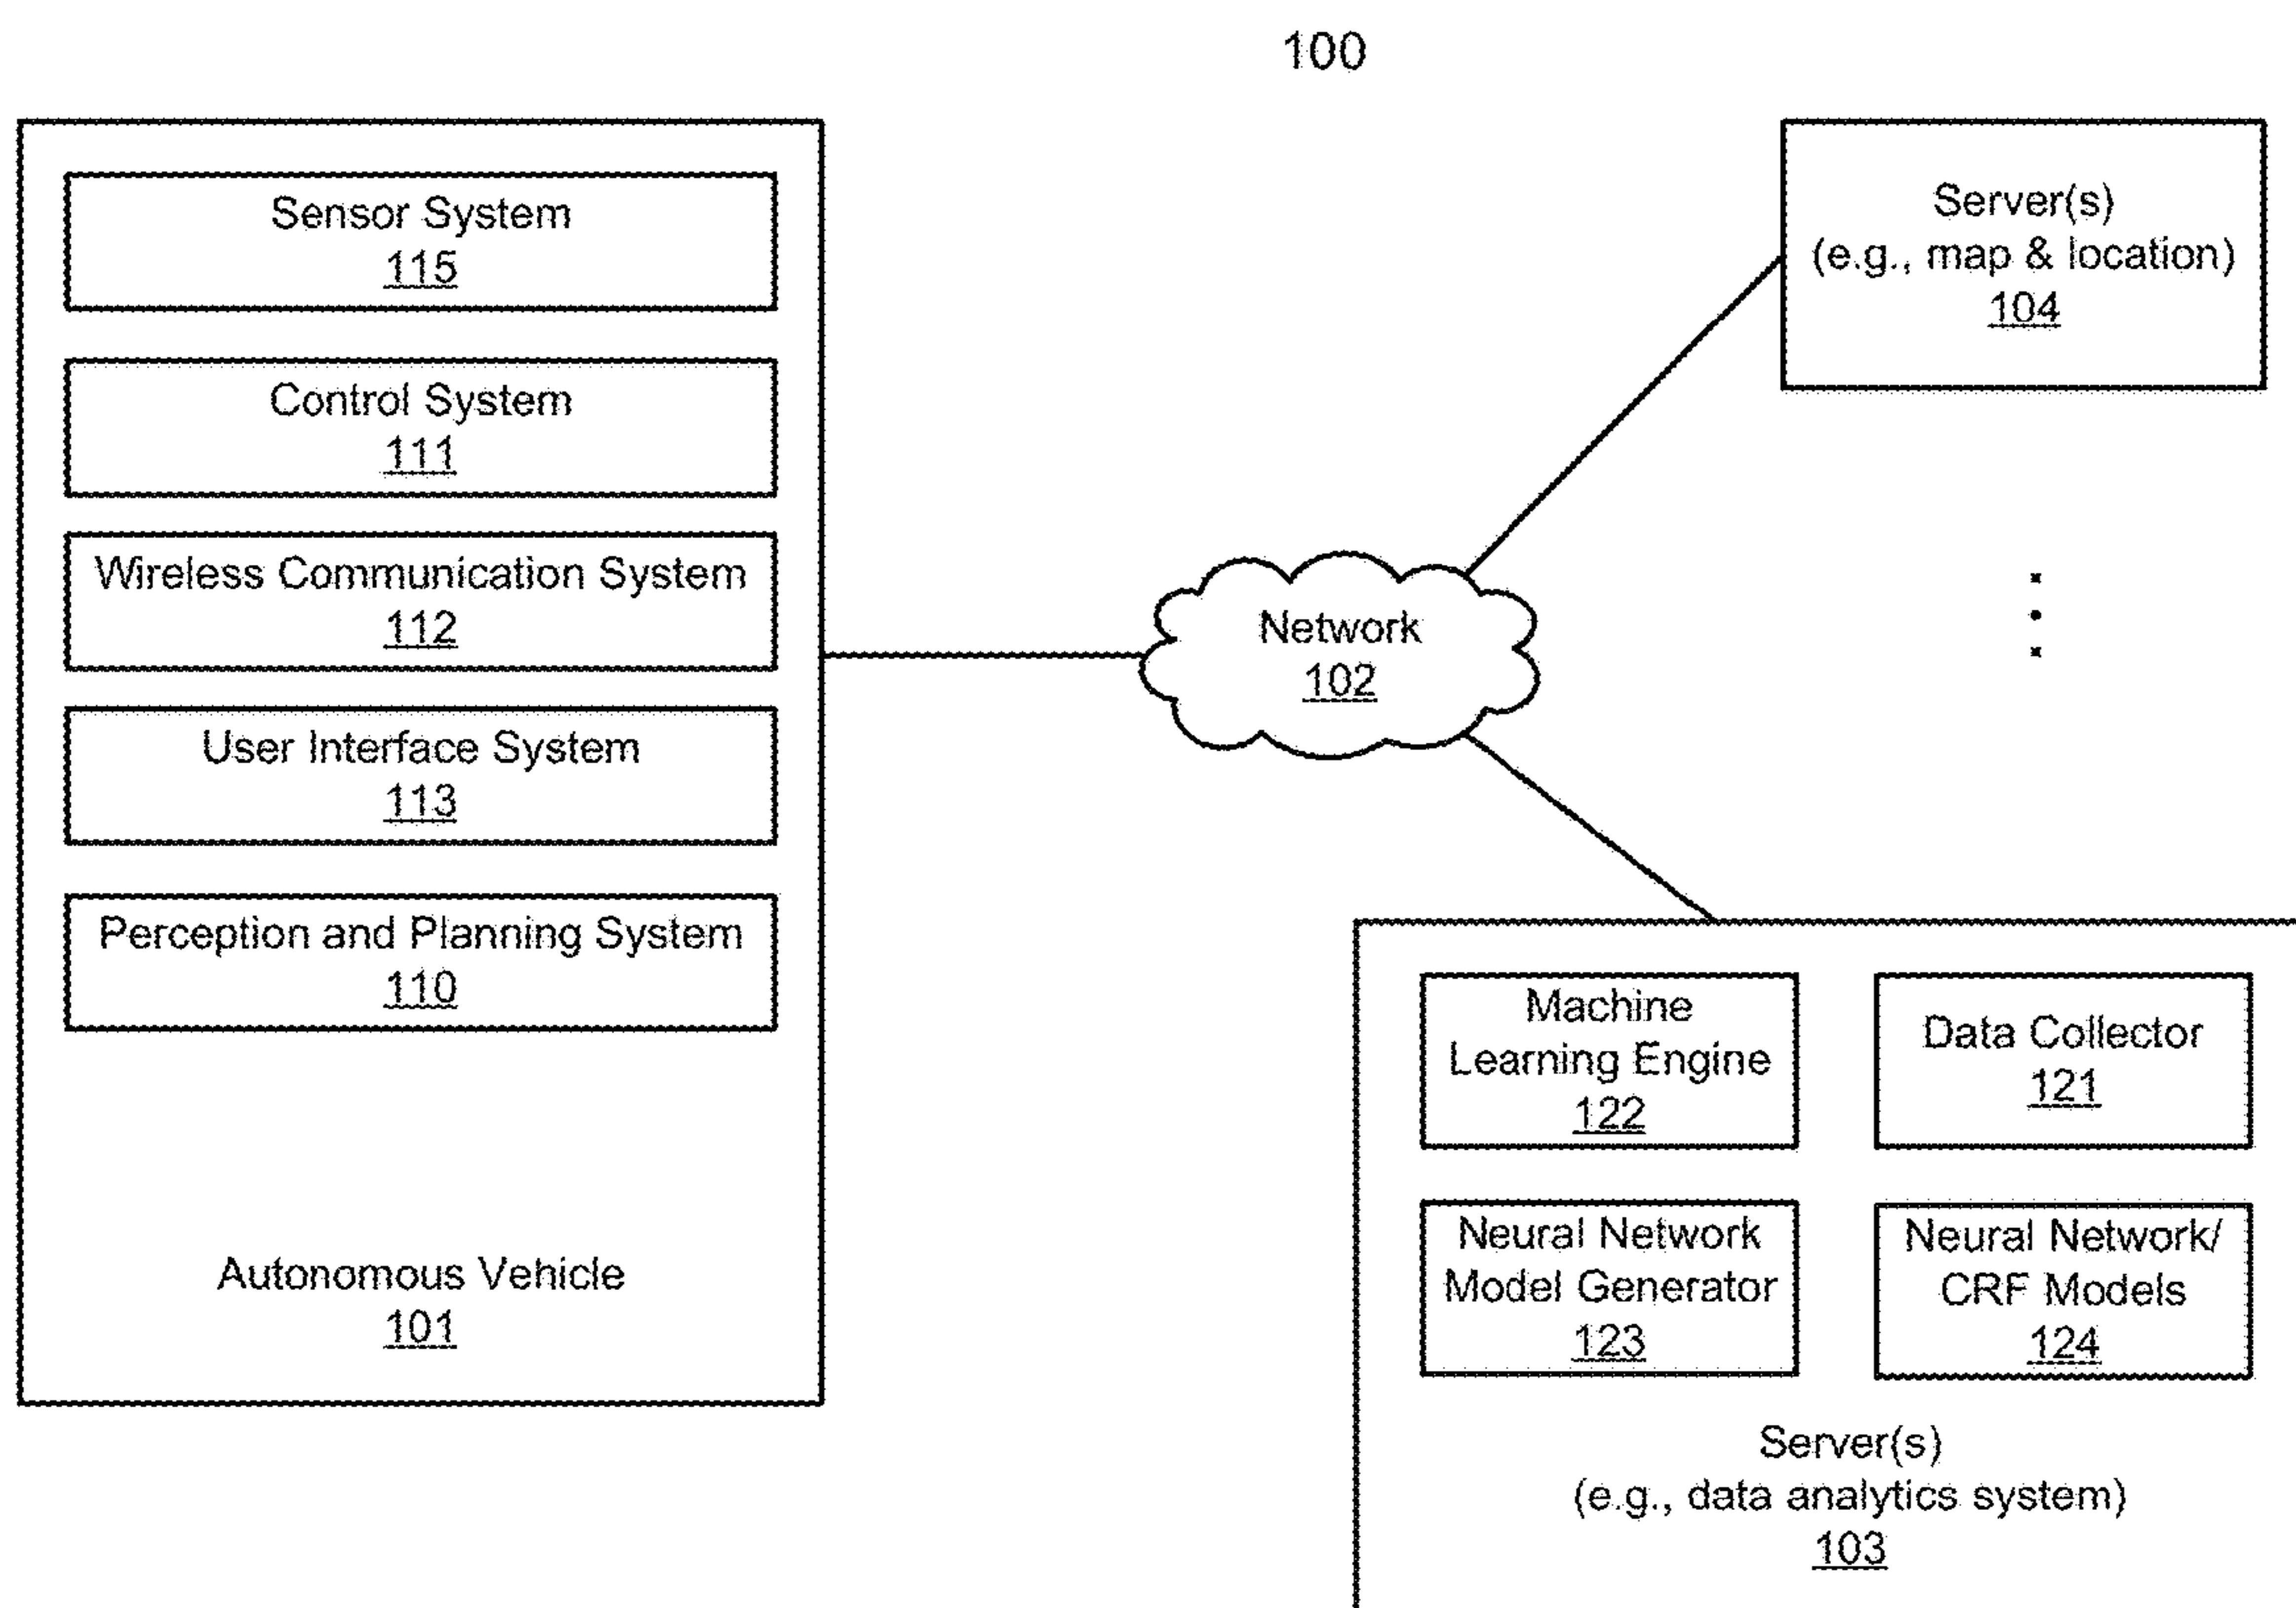 100
Sensor System
115
Control System
111
Wireless Communication System
112
User Interface System
113
Perception and Planning System
110
Autonomous Vehicle
101
Network
102
Server(s)
(e.g., map & location)
104
Machine
Learning Engine
122
Data Collector
121
Neural Network
Model Generator
123
Neural Network/
CRF Models
124
Server(s)
(e.g., data analytics system)
103